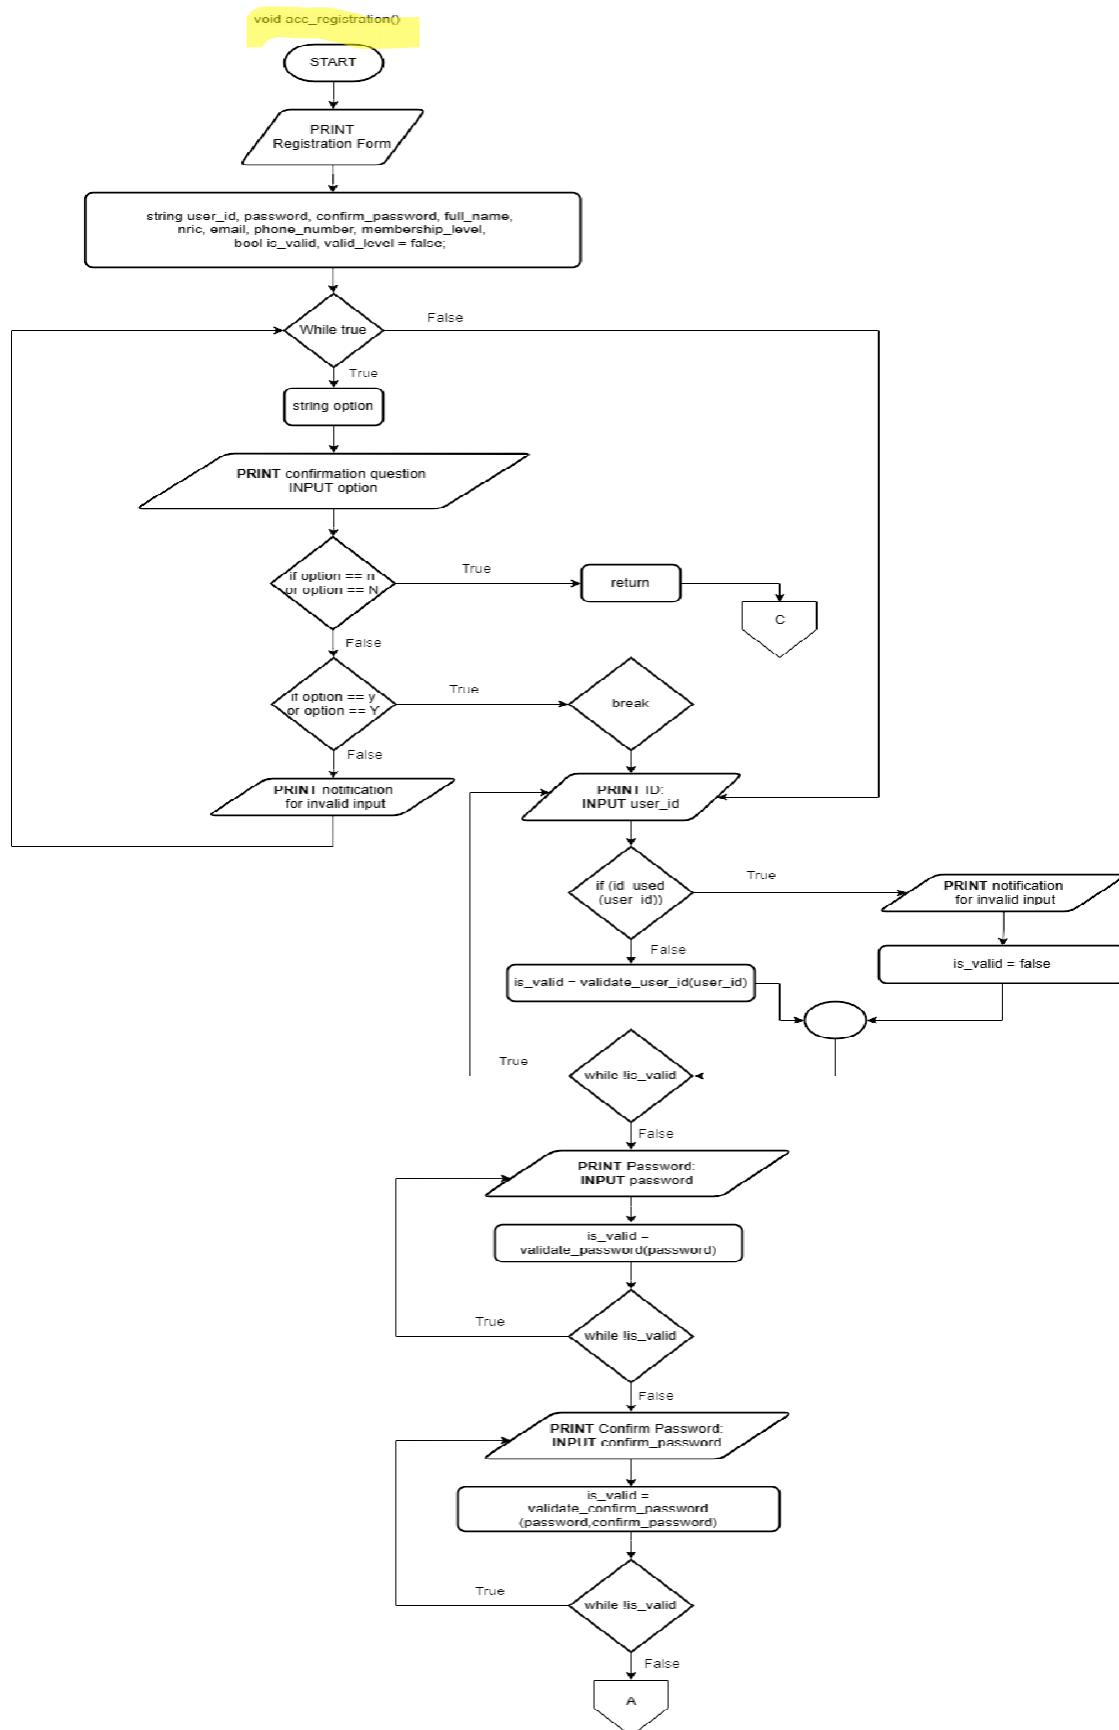 void acc_registration()
START
PRINT
Registration Form
string user_id, password, confirm_password, full_name,
nric, email, phone_number, membership_level,
bool is_valid, valid_level = false;
While true
False
True
string option
PRINT confirmation question
INPUT option
if option == n
or option == N
True
return
C
False
if option == y
or option == Y
True
break
False
PRINT notification
for invalid input
PRINT ID:
INPUT user_id
if (id_used
(user_id))
True
PRINT notification
for invalid input
False
is_valid = validate_user_id(user_id)
is_valid = false
True
while !is_valid
False
PRINT Password:
INPUT password
is_valid =
validate_password(password)
True
while !is_valid
False
PRINT Confirm Password:
INPUT confirm_password
is_valid =
validate_confirm_password
(password,confirm_password)
True
while !is_valid
False
A